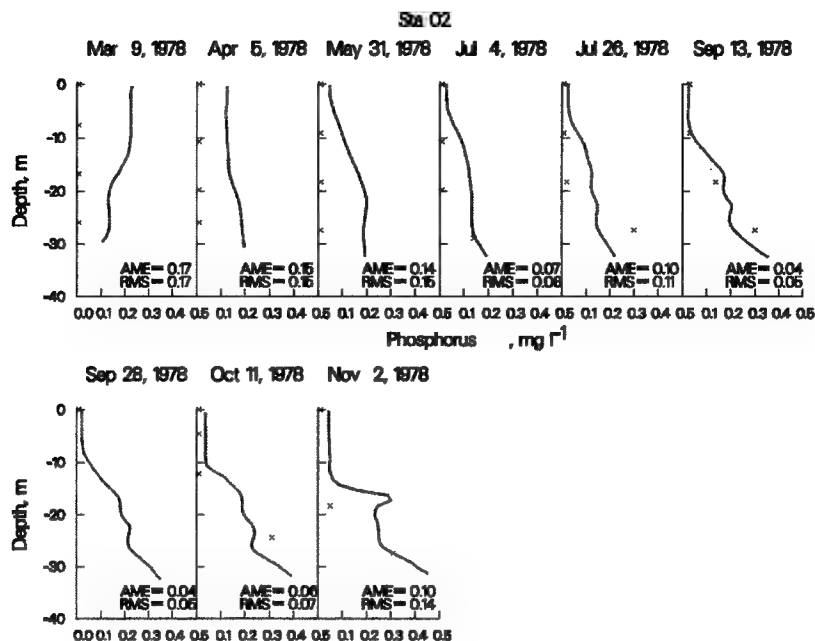 Sta 02
Mar 9, 1978 Apr 5, 1978 May 31, 1978 Jul 4, 1978 Jul 26, 1978 Sep 13, 1978
0
-10
-20
-30
-40
Depth, m
AME = 0.17 AME = 0.15 AME = 0.14 AME = 0.07 AME = 0.10 AME = 0.04
RMS = 0.17 RMS = 0.16 RMS = 0.15 RMS = 0.08 RMS = 0.11 RMS = 0.05
0.0 0.1 0.2 0.3 0.4 0.5 0.1 0.2 0.3 0.4 0.5 0.1 0.2 0.3 0.4 0.5 0.1 0.2 0.3 0.4 0.5 0.1 0.2 0.3 0.4 0.5 0.1 0.2 0.3 0.4 0.5
Phosphorus , mg l⁻¹
Sep 28, 1978 Oct 11, 1978 Nov 2, 1978
0
-10
-20
-30
-40
Depth, m
AME = 0.04 AME = 0.06 AME = 0.10
RMS = 0.05 RMS = 0.07 RMS = 0.14
0.0 0.1 0.2 0.3 0.4 0.5 0.1 0.2 0.3 0.4 0.5 0.1 0.2 0.3 0.4 0.5